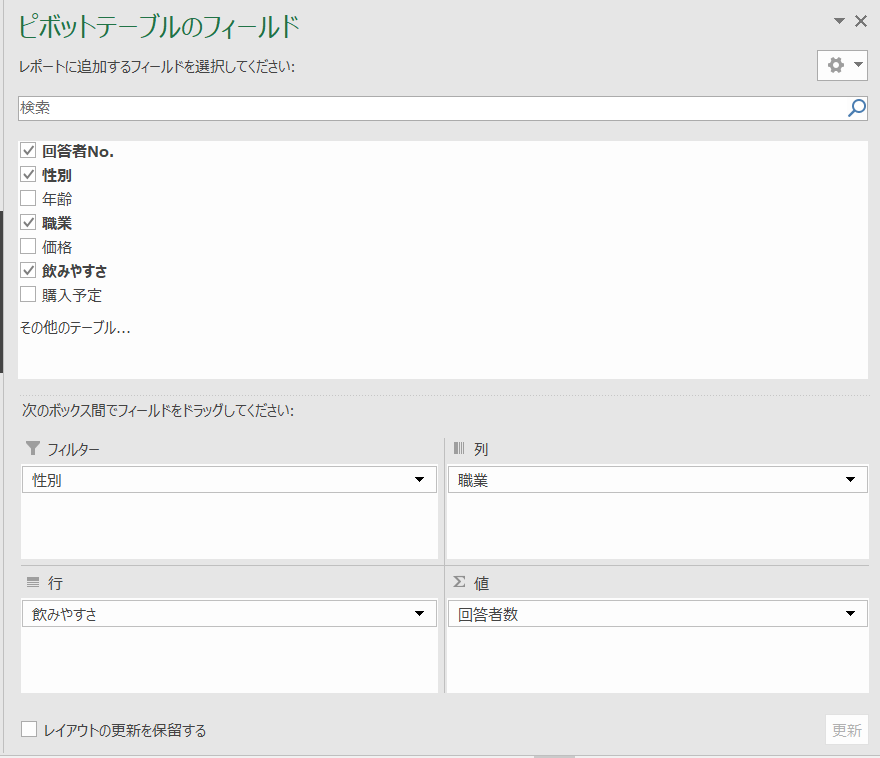 ピボットテーブルのフィールド
レポートに追加するフィールドを選択してください:
検索
回答者No.
性別
年齢
職業
価格
飲みやすさ
購入予定
その他のテーブル...
次のボックス間でフィールドをドラッグしてください:
フィルター
列
性別
職業
行
Σ 値
飲みやすさ
回答者数
レイアウトの更新を保留する
更新